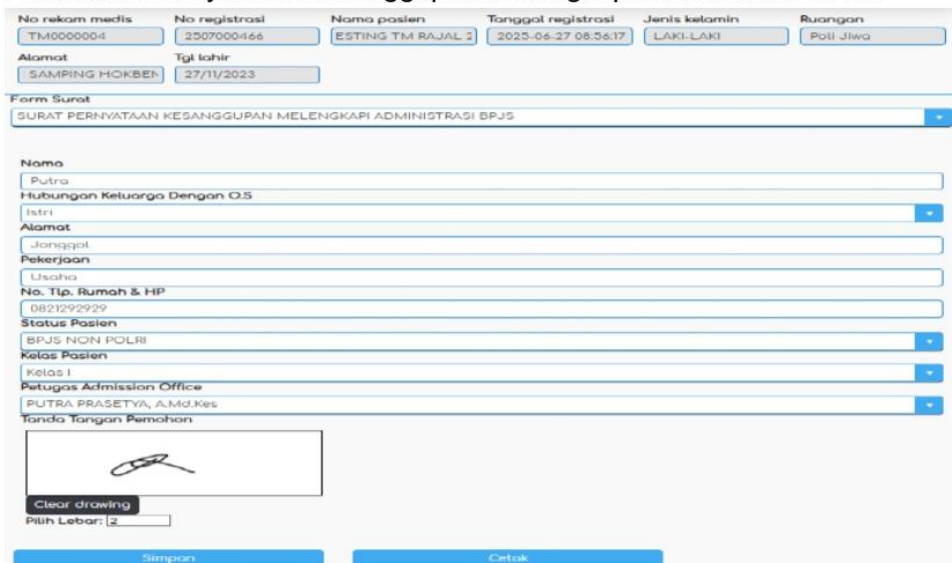 No rekam medis No registrasi Nama pasien Tanggal registrasi Jenis kelamin Ruangan
TM0000004 2507000466 ESTING TM RAJAL 2 2025-06-27 08:56:17 LAKI-LAKI Poli Jiwa
Alamat Tgl lahir
SAMPING HOKBEN 27/11/2023
Form Surat
SURAT PERNYATAAN KESANGGUPAN MELENGKAPI ADMINISTRASI BPJS
Nama
Putra
Hubungan Keluarga Dengan O.S
Istri
Alamat
Jonggol
Pekerjaan
Usaha
No. Tlp. Rumah & HP
0821292929
Status Pasien
BPJS NON POLRI
Kelas Pasien
Kelas I
Petugas Admission Office
PUTRA PRASETYA, A.Md.Kes
Tanda Tangan Pemohon
Clear drawing
Pilih Lebar: 2
Simpan Cetak